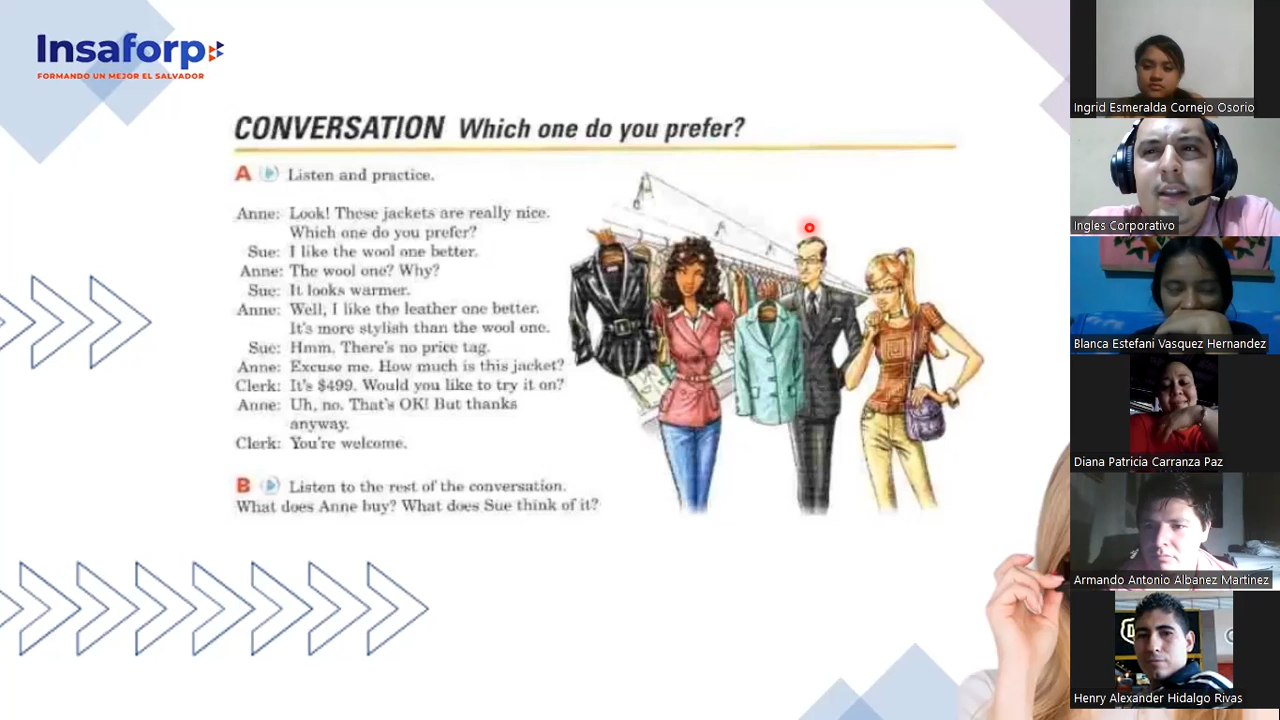 Insaforp
FORMANDO UN MEJOR EL SALVADOR
CONVERSATION Which one do you prefer?
A Listen and practice.
Anne: Look! These jackets are really nice.
Which one do you prefer?
Sue: I like the wool one better.
Anne: The wool one? Why?
Sue: It looks warmer.
Anne: Well, I like the leather one better.
It's more stylish than the wool one.
Sue: Hmm. There's no price tag.
Anne: Excuse me. How much is this jacket?
Clerk: It's $499. Would you like to try it on?
Anne: Uh, no. That's OK! But thanks
anyway.
Clerk: You're welcome.
B Listen to the rest of the conversation.
What does Anne buy? What does Sue think of it?
Ingrid Esmeralda Cornejo Osorio
Ingles Corporativo
Blanca Estefani Vasquez Hernandez
Diana Patricia Carranza Paz
Armando Antonio Albanez Martinez
Henry Alexander Hidalgo Rivas